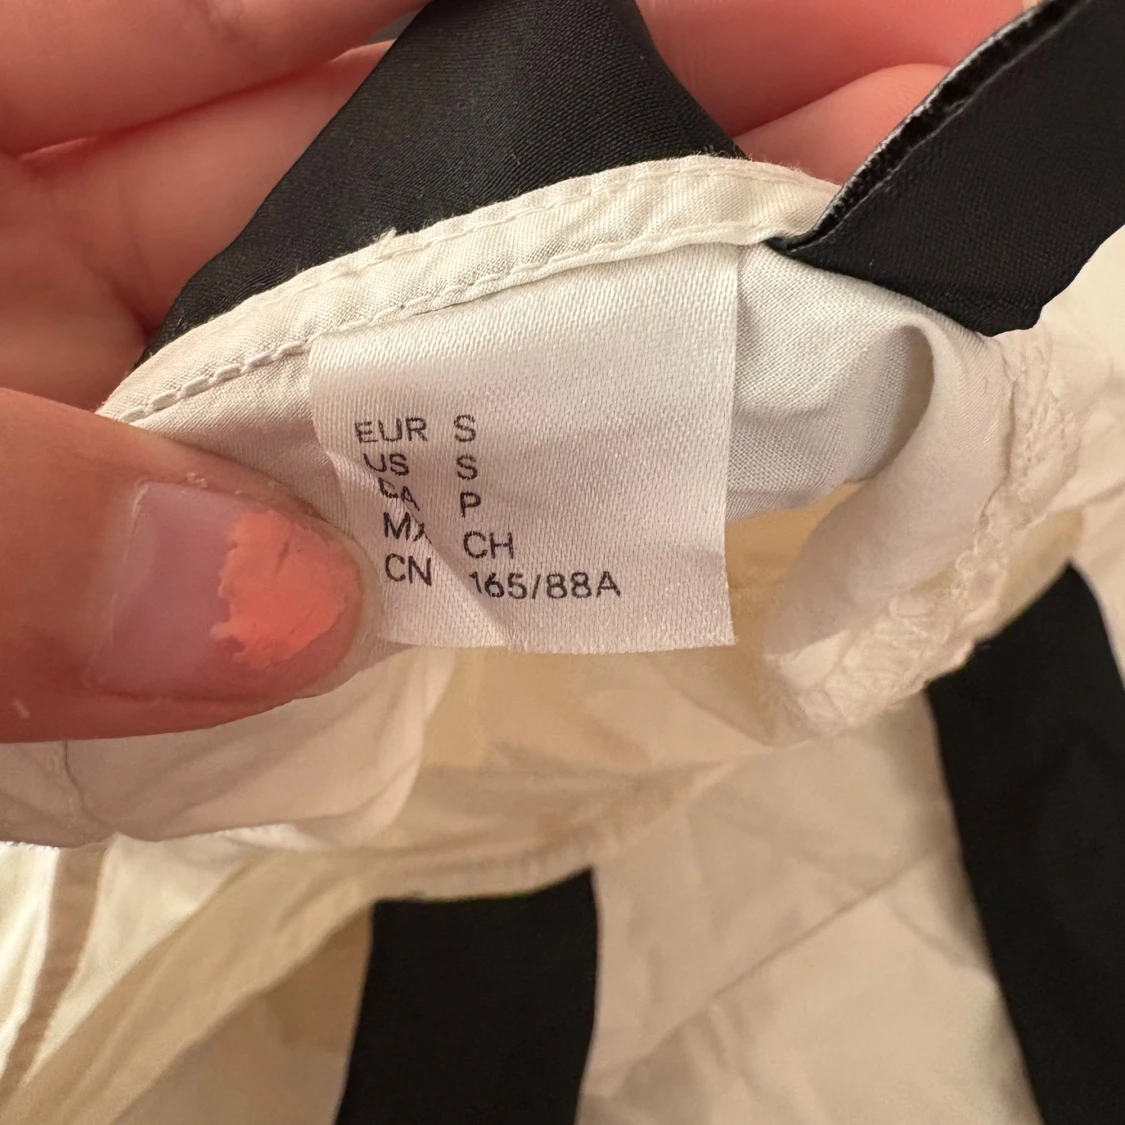 EUR S
US S
CA P
MX CH
CN 165/88A